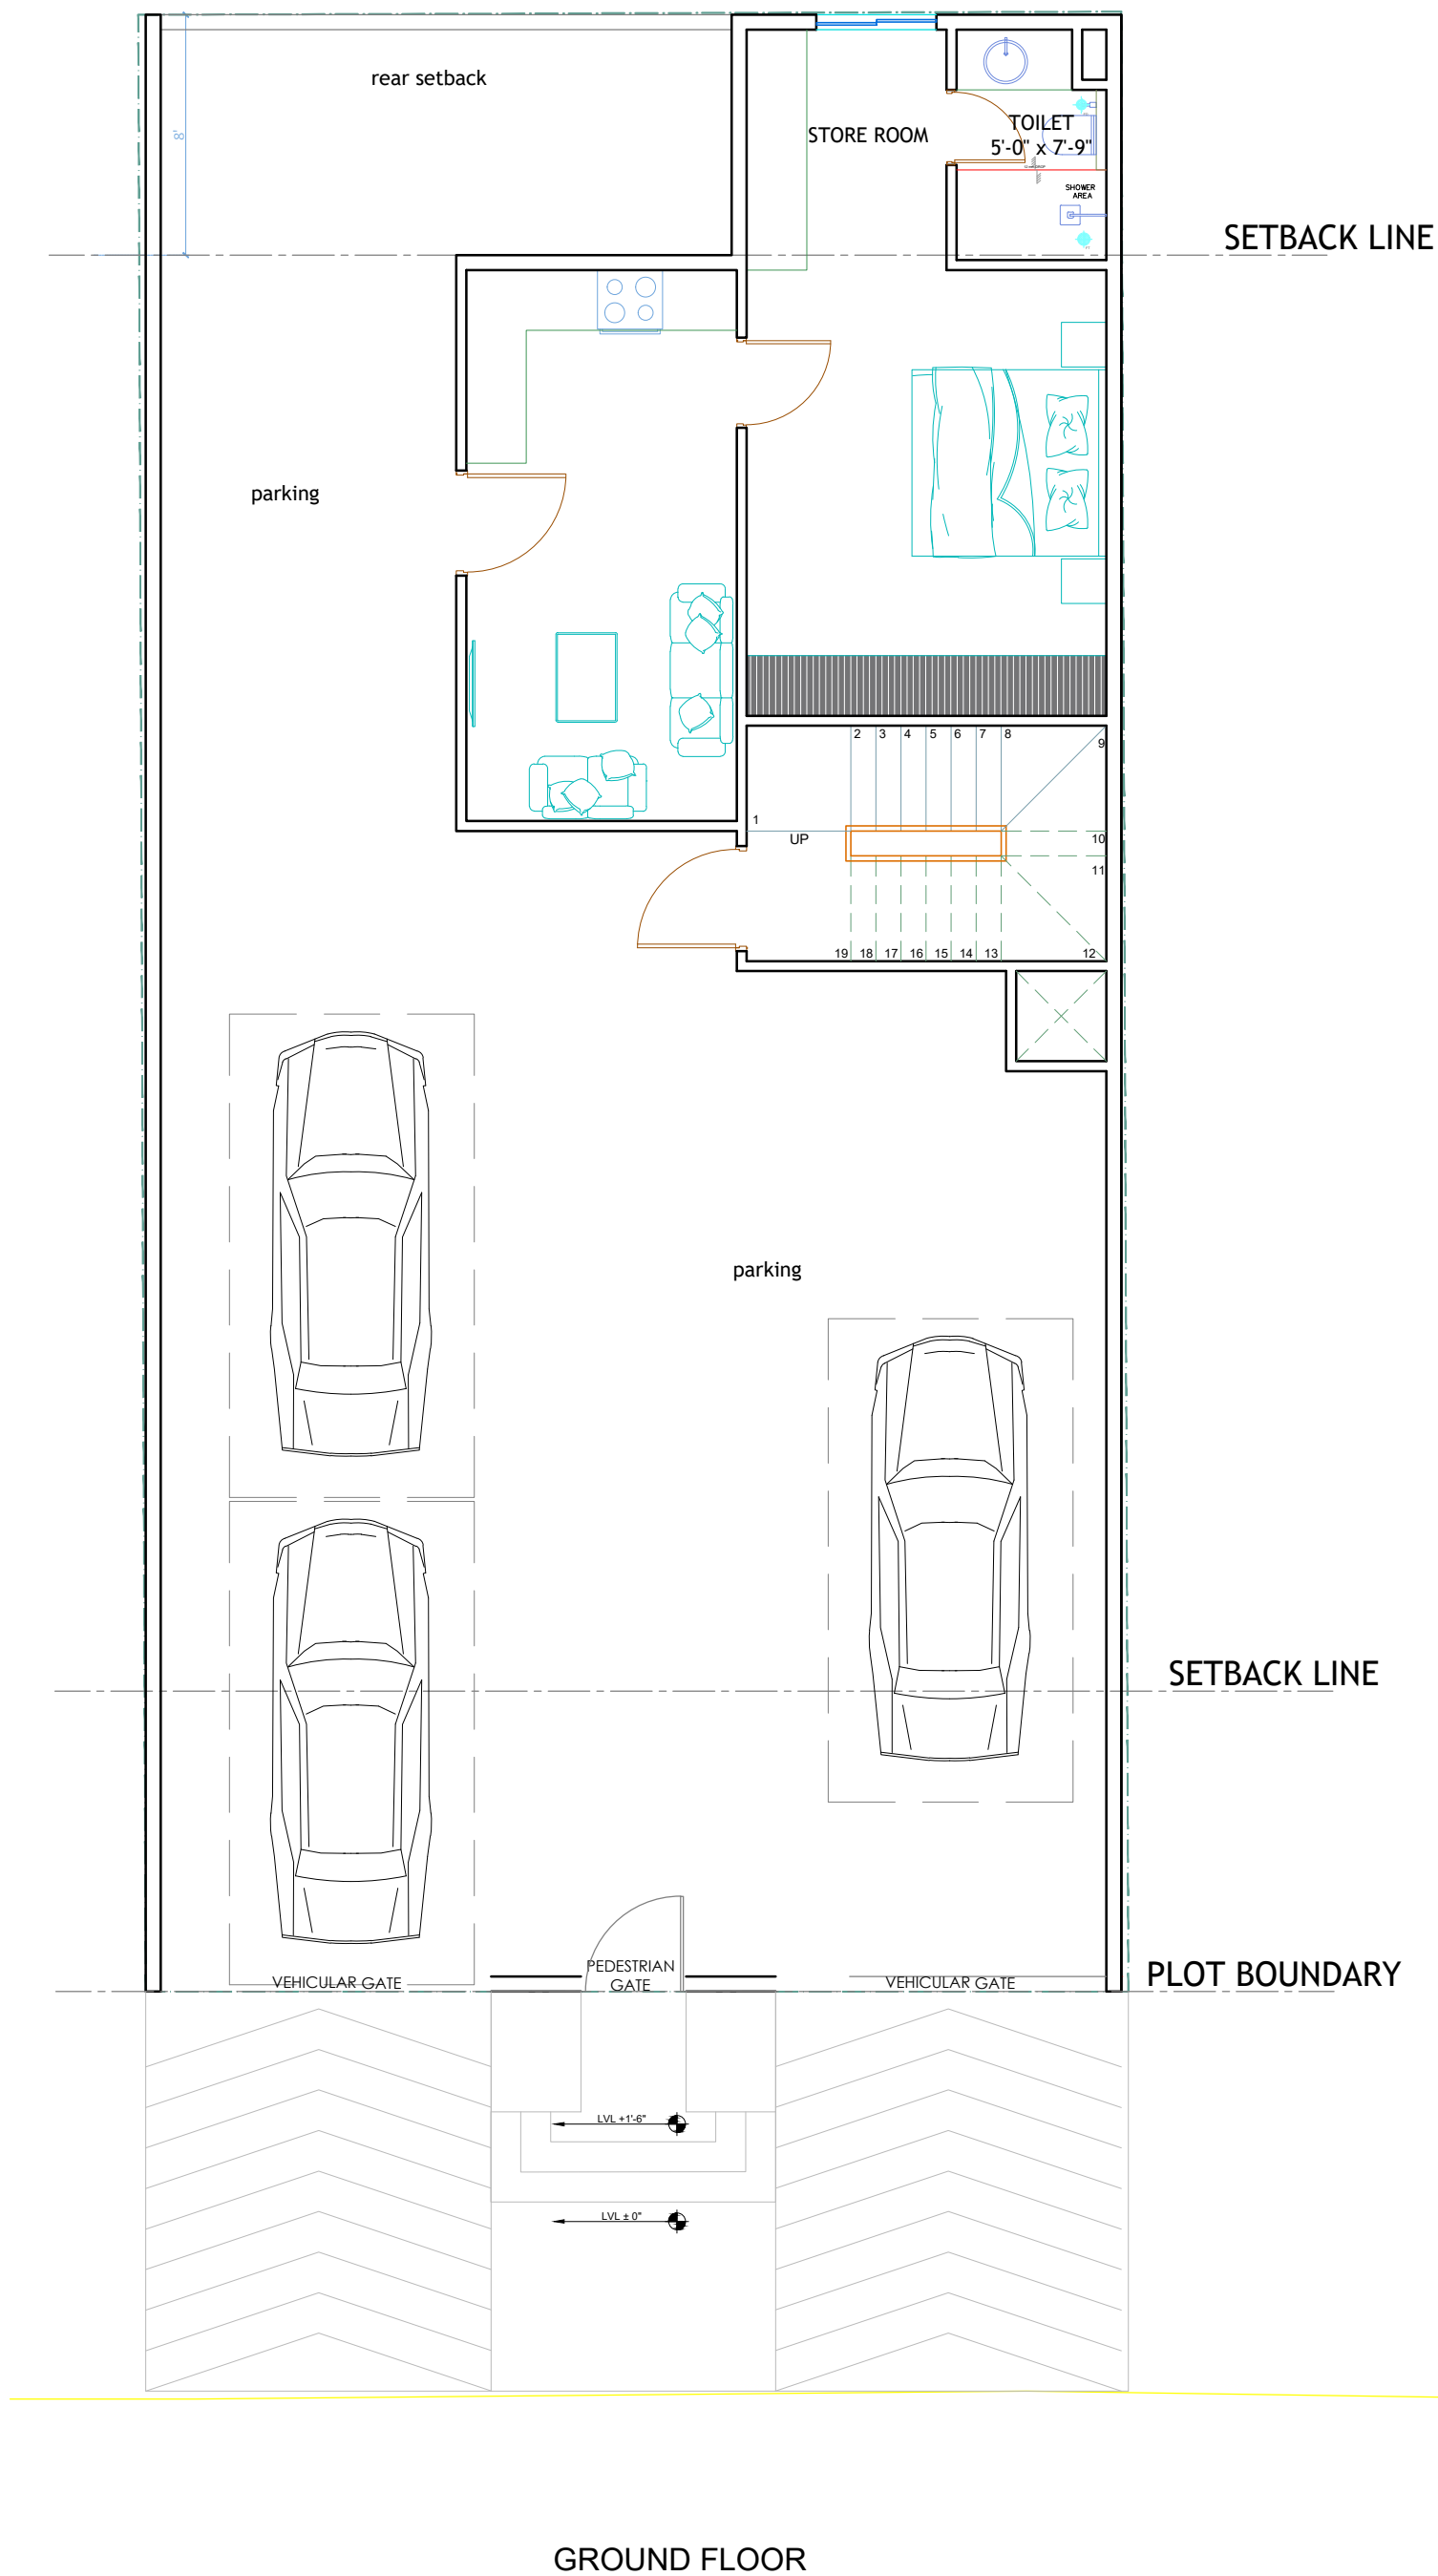 rear setback
8'
STORE ROOM
TOILET
5'-0" x 7'-9"
SHOWER
AREA
SETBACK LINE
parking
2 3 4 5 6 7 8
9
1
UP
10
11
19 18 17 16 15 14 13 12
parking
SETBACK LINE
PEDESTRIAN
GATE
VEHICULAR GATE
VEHICULAR GATE
PLOT BOUNDARY
LVL +1'-6"
LVL ± 0"
GROUND FLOOR